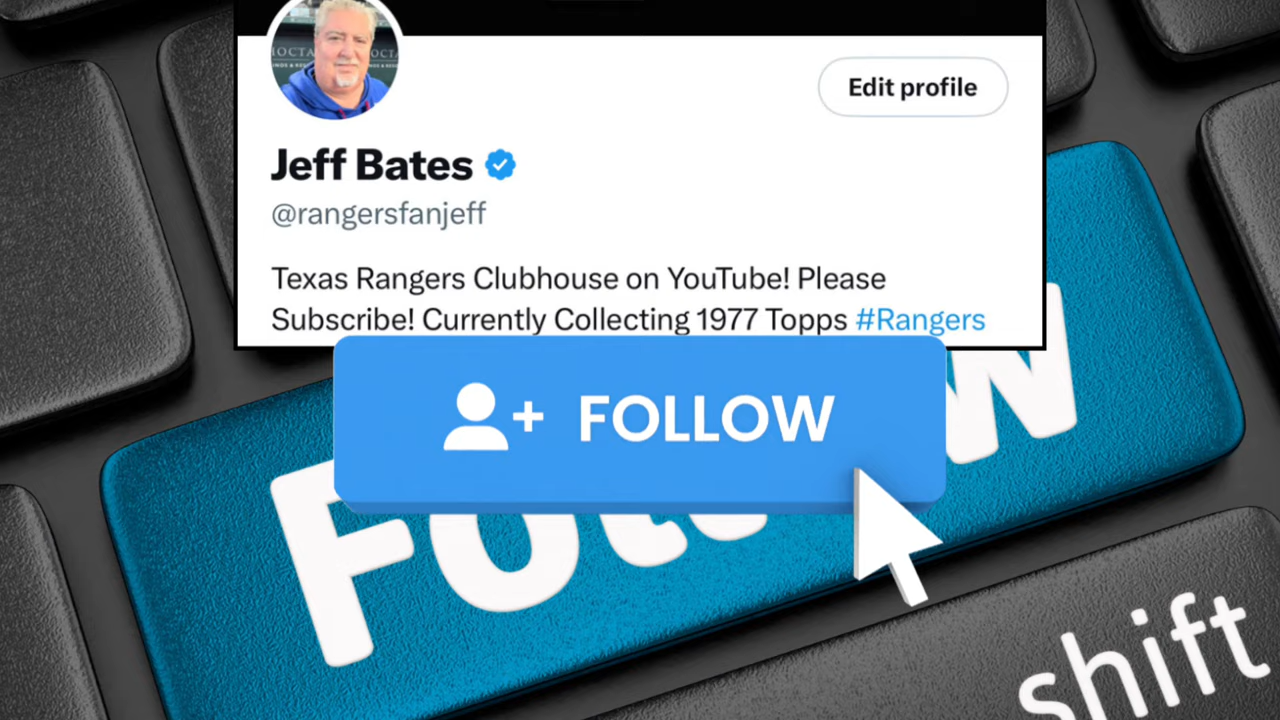 Edit profile
Jeff Bates
@rangersfanjeff
Texas Rangers Clubhouse on YouTube! Please
Subscribe! Currently Collecting 1977 Topps #Rangers
FOLLOW
Follow
shift